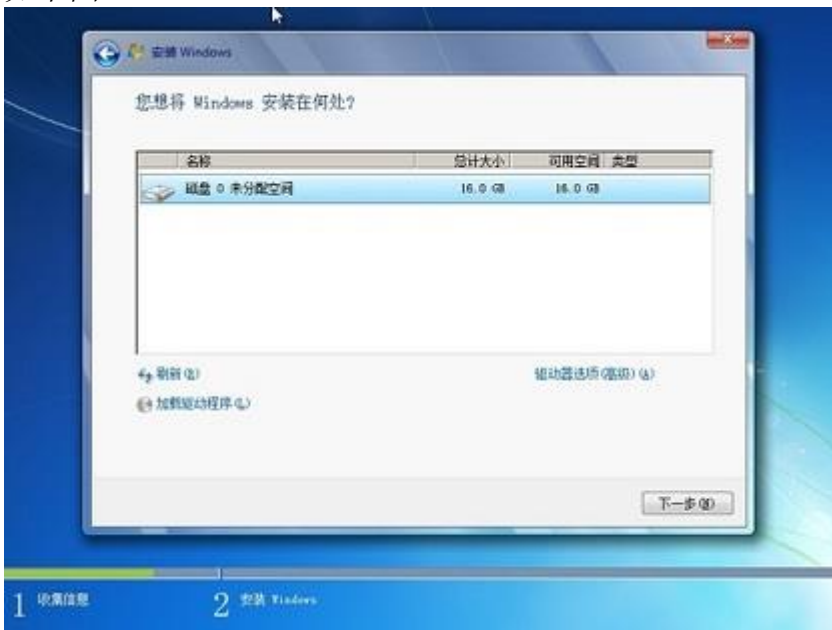 安装 Windows
您想将 Windows 安装在何处?
名称 总计大小 可用空间 类型
磁盘 0 未分配空间 16.0 GB 16.0 GB
刷新(R)
驱动器选项(高级)(A)
加载驱动程序(L)
下一步(N)
1 收集信息 2 安装 Windows